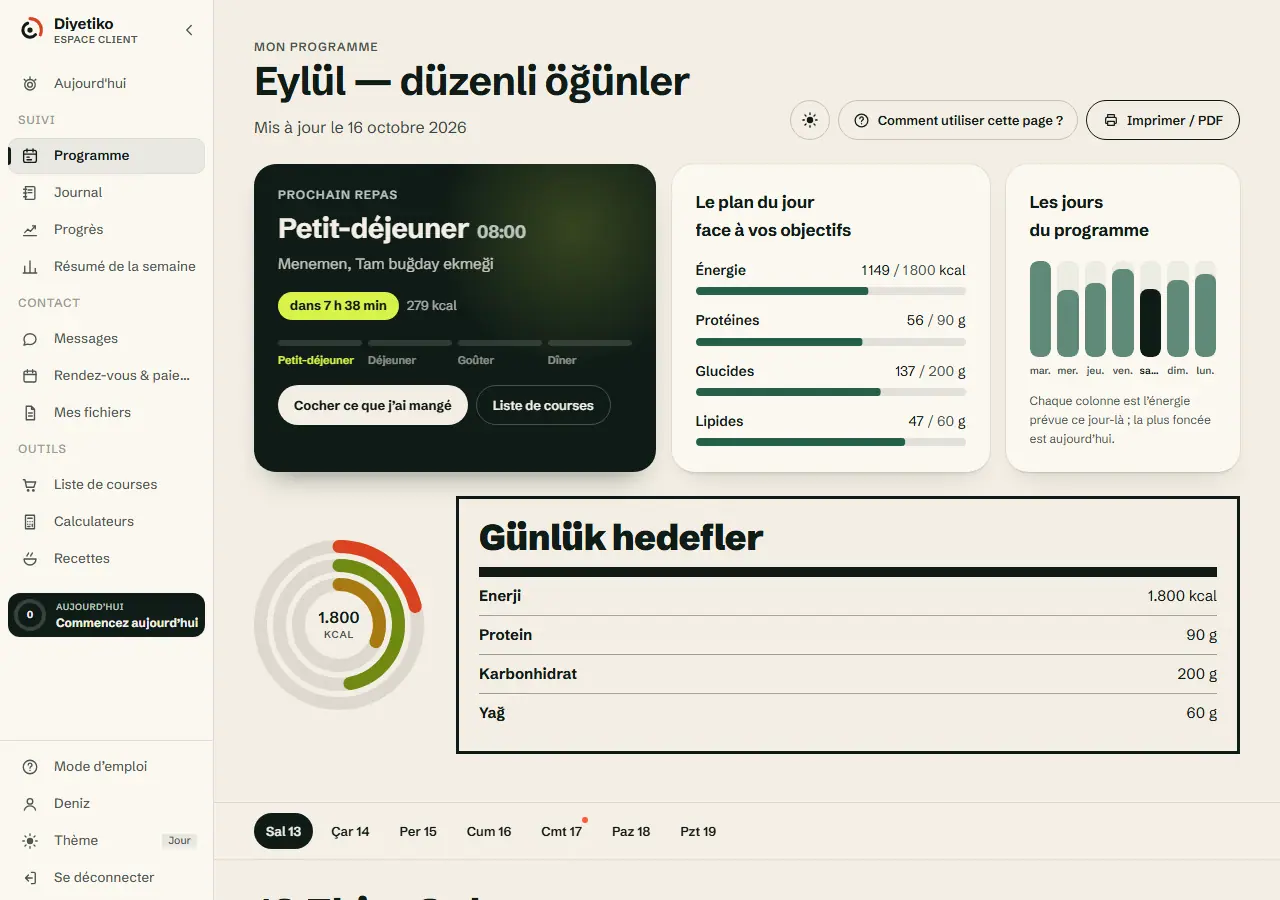 Diyetiko
ESPACE CLIENT
Aujourd'hui
SUIVI
Programme
Journal
Progrès
Résumé de la semaine
CONTACT
Messages
Rendez-vous & paie…
Mes fichiers
OUTILS
Liste de courses
Calculateurs
Recettes
0
AUJOURD'HUI
Commencez aujourd'hui
Mode d'emploi
Deniz
Thème
Jour
Se déconnecter
MON PROGRAMME
Eylül — düzenli öğünler
Mis à jour le 16 octobre 2026
Comment utiliser cette page ?
Imprimer / PDF
PROCHAIN REPAS
Petit-déjeuner 08:00
Menemen, Tam buğday ekmeği
dans 7 h 38 min 279 kcal
Petit-déjeuner Déjeuner Goûter Dîner
Cocher ce que j'ai mangé Liste de courses
Le plan du jour
face à vos objectifs
Énergie 1149 / 1800 kcal
Protéines 56 / 90 g
Glucides 137 / 200 g
Lipides 47 / 60 g
Les jours
du programme
mar. mer. jeu. ven. sa… dim. lun.
Chaque colonne est l'énergie
prévue ce jour-là ; la plus foncée
est aujourd'hui.
1.800
KCAL
Günlük hedefler
Enerji 1.800 kcal
Protein 90 g
Karbonhidrat 200 g
Yağ 60 g
Sal 13 Çar 14 Per 15 Cum 16 Cmt 17 Paz 18 Pzt 19